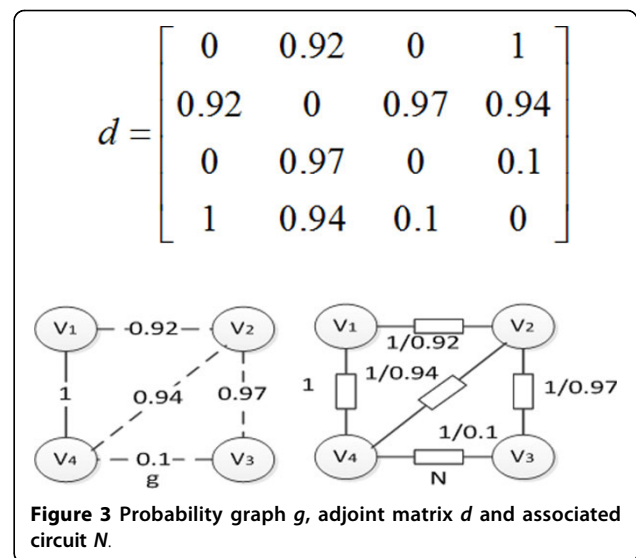 d =
0 0.92 0 1
0.92 0 0.97 0.94
0 0.97 0 0.1
1 0.94 0.1 0
V1 0.92 V2
1 0.94 0.97
V4 0.1 V3
g
V1 1/0.92 V2
1 1/0.94 1/0.97
V4 1/0.1 V3
N
Figure 3 Probability graph g, adjoint matrix d and associated
circuit N.